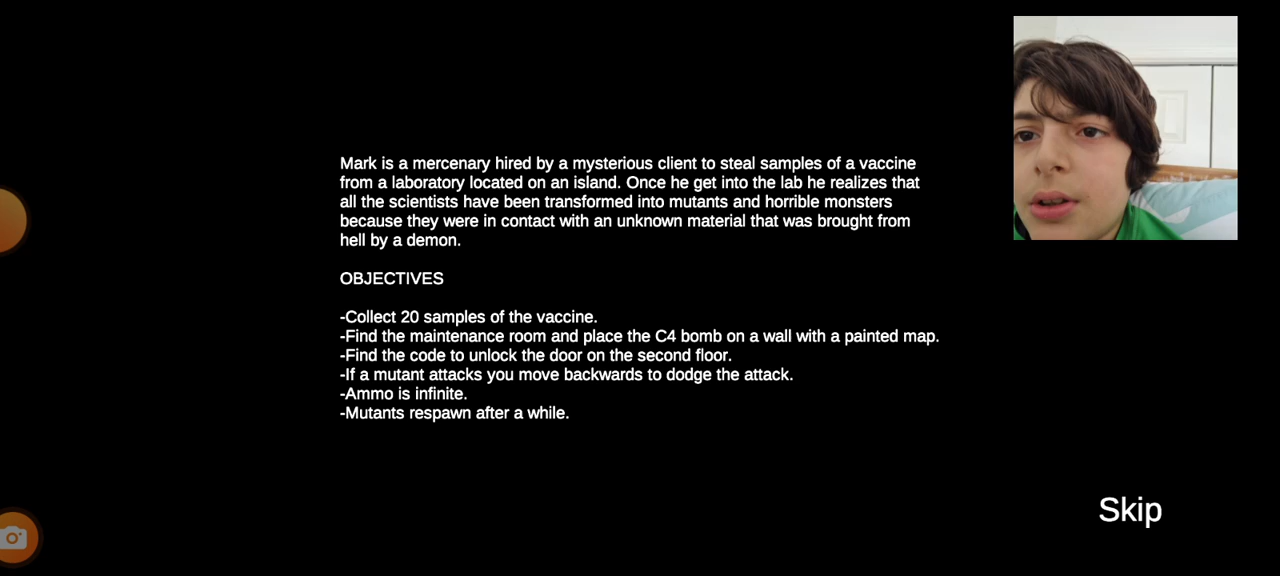 Mark is a mercenary hired by a mysterious client to steal samples of a vaccine
from a laboratory located on an island. Once he get into the lab he realizes that
all the scientists have been transformed into mutants and horrible monsters
because they were in contact with an unknown material that was brought from
hell by a demon.
OBJECTIVES
-Collect 20 samples of the vaccine.
-Find the maintenance room and place the C4 bomb on a wall with a painted map.
-Find the code to unlock the door on the second floor.
-If a mutant attacks you move backwards to dodge the attack.
-Ammo is infinite.
-Mutants respawn after a while.
Skip